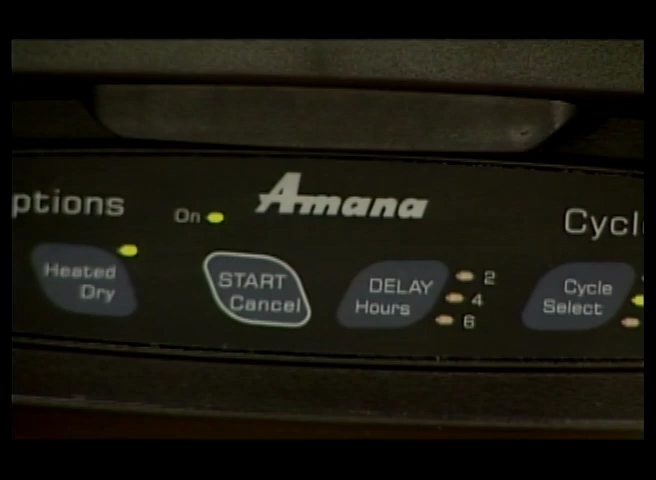 ptions
On
Amana
Cycl
Heated
Dry
START
Cancel
DELAY
Hours
2
4
6
Cycle
Select